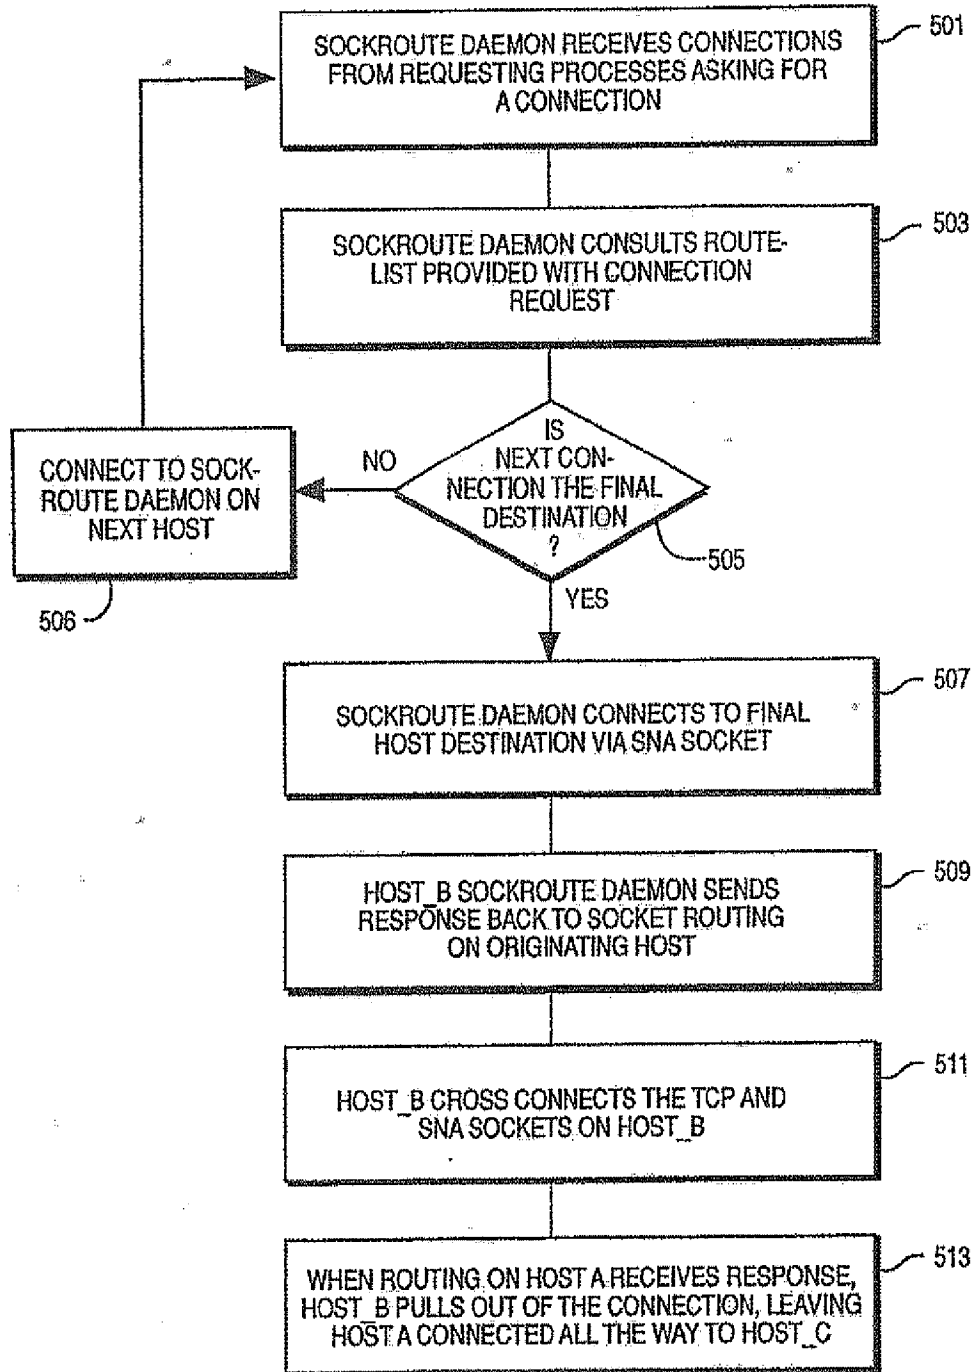 501
SOCKROUTE DAEMON RECEIVES CONNECTIONS
FROM REQUESTING PROCESSES ASKING FOR
A CONNECTION
503
SOCKROUTE DAEMON CONSULTS ROUTE-
LIST PROVIDED WITH CONNECTION
REQUEST
IS
NEXT CON-
NECTION THE FINAL
DESTINATION
?
505
NO
CONNECT TO SOCK-
ROUTE DAEMON ON
NEXT HOST
506
YES
507
SOCKROUTE DAEMON CONNECTS TO FINAL
HOST DESTINATION VIA SNA SOCKET
509
HOST_B SOCKROUTE DAEMON SENDS
RESPONSE BACK TO SOCKET ROUTING
ON ORIGINATING HOST
511
HOST_B CROSS CONNECTS THE TCP AND
SNA SOCKETS ON HOST_B
513
WHEN ROUTING ON HOST A RECEIVES RESPONSE,
HOST_B PULLS OUT OF THE CONNECTION, LEAVING
HOST A CONNECTED ALL THE WAY TO HOST_C